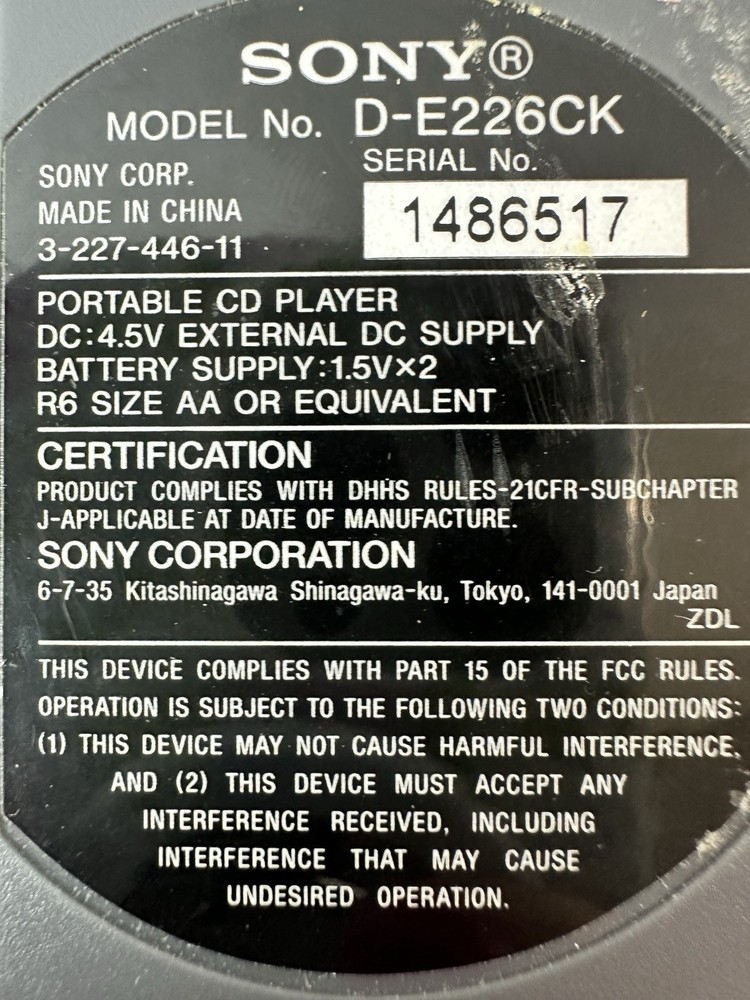 SONY®
MODEL No. D-E226CK
SONY CORP.
MADE IN CHINA
3-227-446-11
SERIAL No.
1486517
PORTABLE CD PLAYER
DC:4.5V EXTERNAL DC SUPPLY
BATTERY SUPPLY:1.5V×2
R6 SIZE AA OR EQUIVALENT
CERTIFICATION
PRODUCT COMPLIES WITH DHHS RULES-21CFR-SUBCHAPTER
J-APPLICABLE AT DATE OF MANUFACTURE.
SONY CORPORATION
6-7-35 Kitashinagawa Shinagawa-ku, Tokyo, 141-0001 Japan
ZDL
THIS DEVICE COMPLIES WITH PART 15 OF THE FCC RULES.
OPERATION IS SUBJECT TO THE FOLLOWING TWO CONDITIONS:
(1) THIS DEVICE MAY NOT CAUSE HARMFUL INTERFERENCE,
AND (2) THIS DEVICE MUST ACCEPT ANY
INTERFERENCE RECEIVED, INCLUDING
INTERFERENCE THAT MAY CAUSE
UNDESIRED OPERATION.